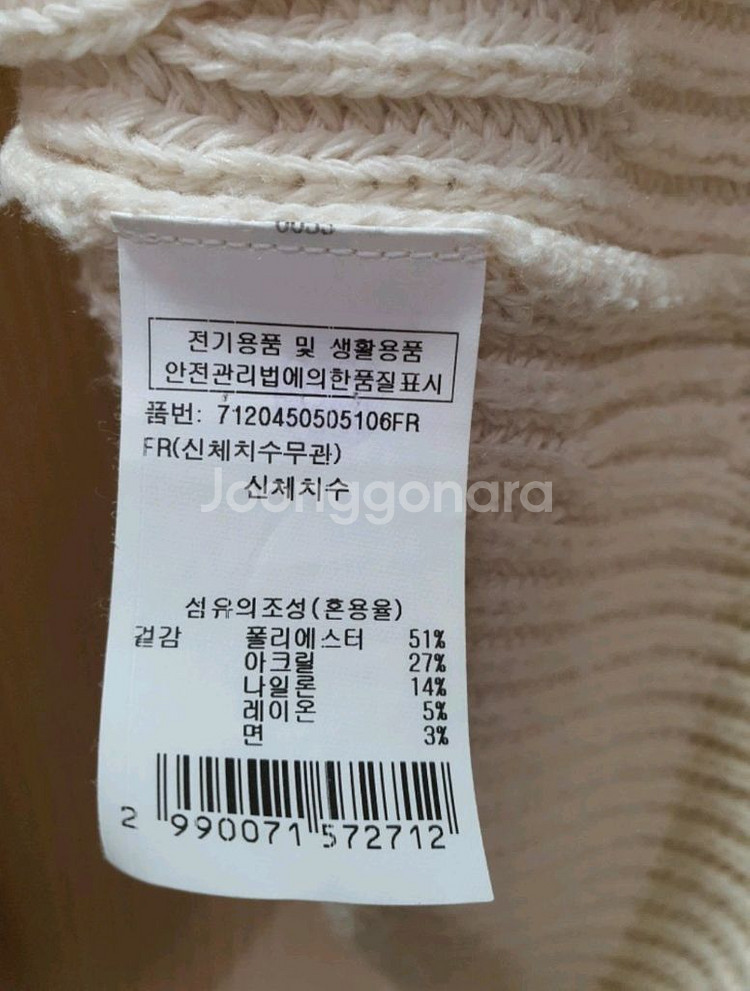 0055
전기용품 및 생활용품
안전관리법에의한품질표시
품번: 7120450505106FR
FR(신체치수무관)
신체치수
Joonggonara
섬유의조성(혼용율)
겉감 폴리에스터 51%
아크릴 27%
나일론 14%
레이온 5%
면 3%
2 990071 572712